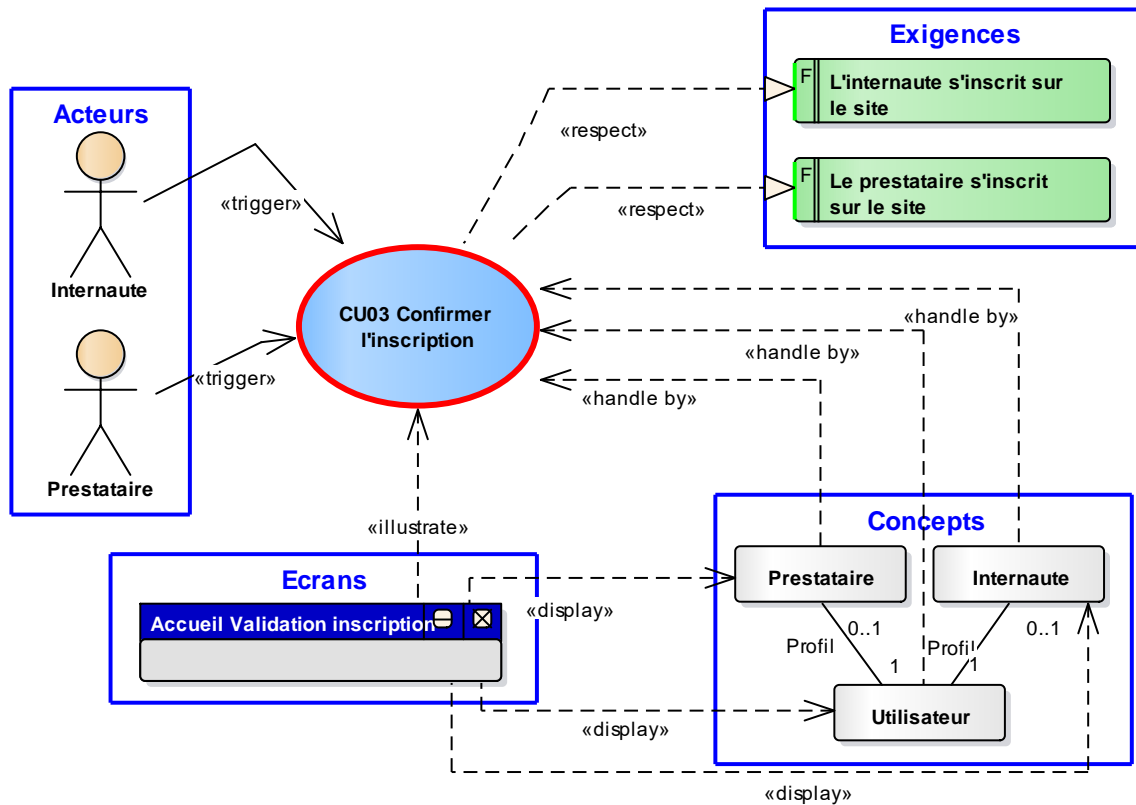 Exigences
F
L'internaute s'inscrit sur
le site
F
Le prestataire s'inscrit
sur le site
Acteurs
Internaute
Prestataire
«trigger»
«trigger»
«respect»
«respect»
CU03 Confirmer
l'inscription
«handle by»
«handle by»
«handle by»
«illustrate»
Ecrans
Accueil Validation inscription
«display»
«display»
«display»
Concepts
Prestataire
Internaute
0..1
0..1
Profil
Profil
1
1
Utilisateur